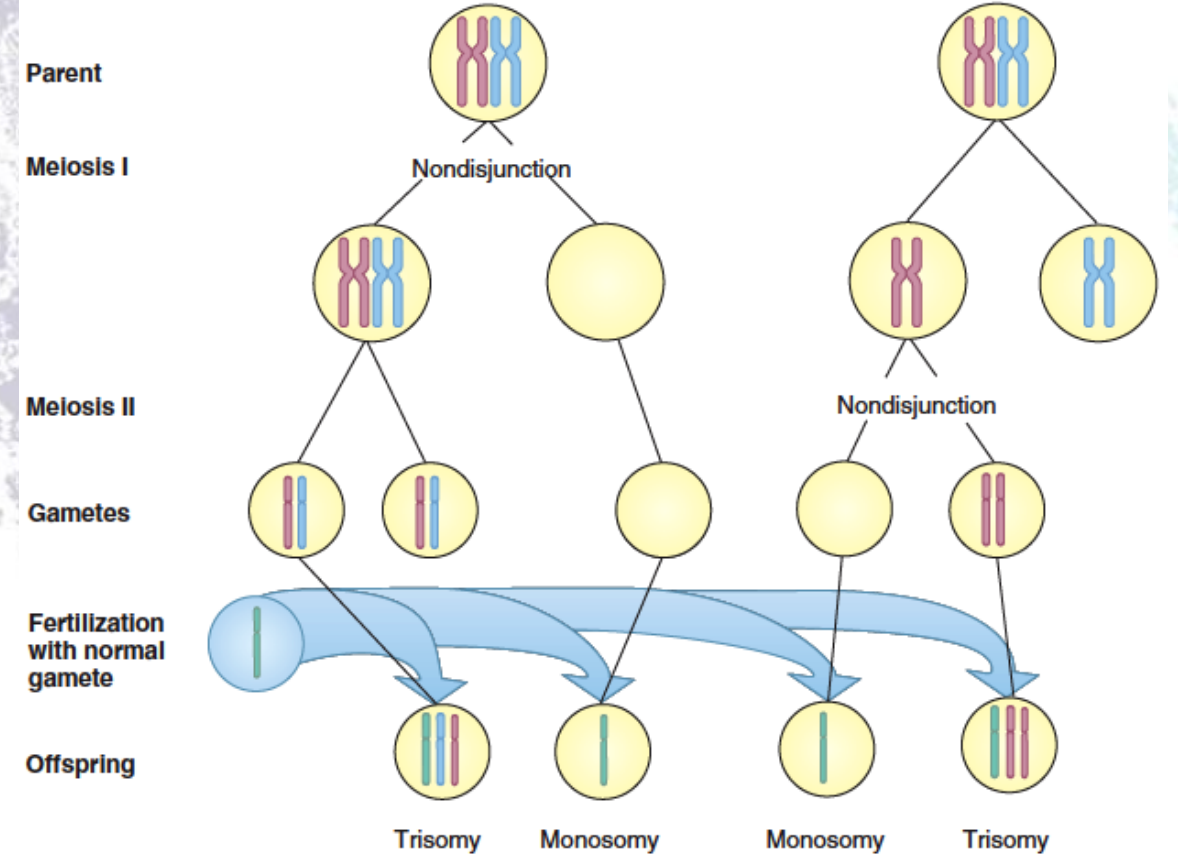 Parent
Meiosis I
Nondisjunction
Meiosis II
Nondisjunction
Gametes
Fertilization
with normal
gamete
Offspring
Trisomy
Monosomy
Monosomy
Trisomy